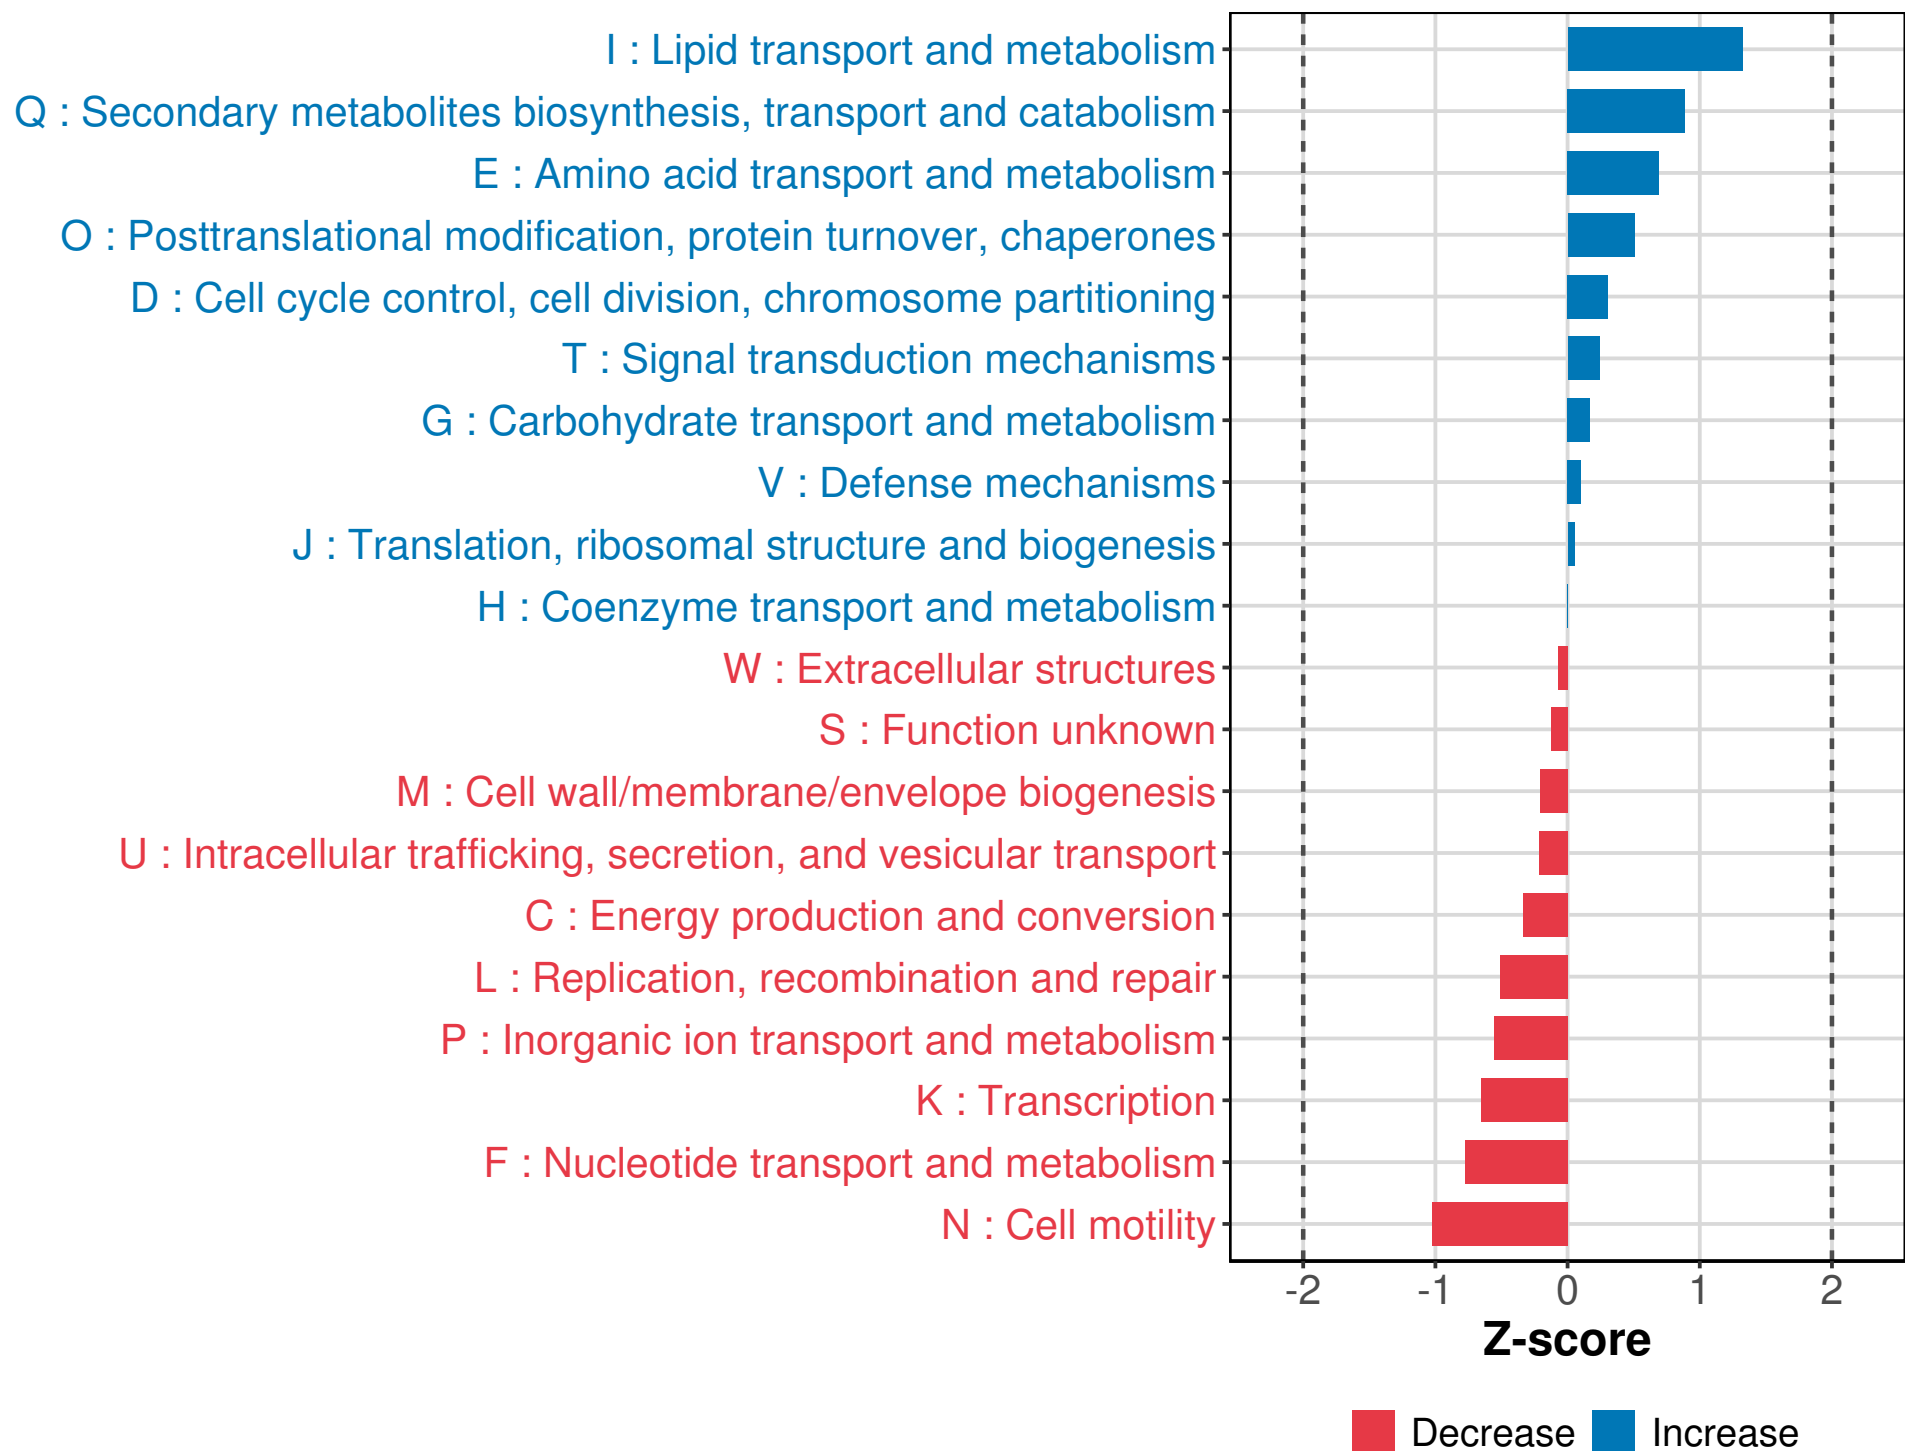 I : Lipid transport and metabolism
Q : Secondary metabolites biosynthesis, transport and catabolism
E : Amino acid transport and metabolism
O : Posttranslational modification, protein turnover, chaperones
D : Cell cycle control, cell division, chromosome partitioning
T : Signal transduction mechanisms
G : Carbohydrate transport and metabolism
V : Defense mechanisms
J : Translation, ribosomal structure and biogenesis
H : Coenzyme transport and metabolism
W : Extracellular structures
S : Function unknown
M : Cell wall/membrane/envelope biogenesis
U : Intracellular trafficking, secretion, and vesicular transport
C : Energy production and conversion
L : Replication, recombination and repair
P : Inorganic ion transport and metabolism
K : Transcription
F : Nucleotide transport and metabolism
N : Cell motility
-2 -1 0 1 2
Z-score
Decrease Increase